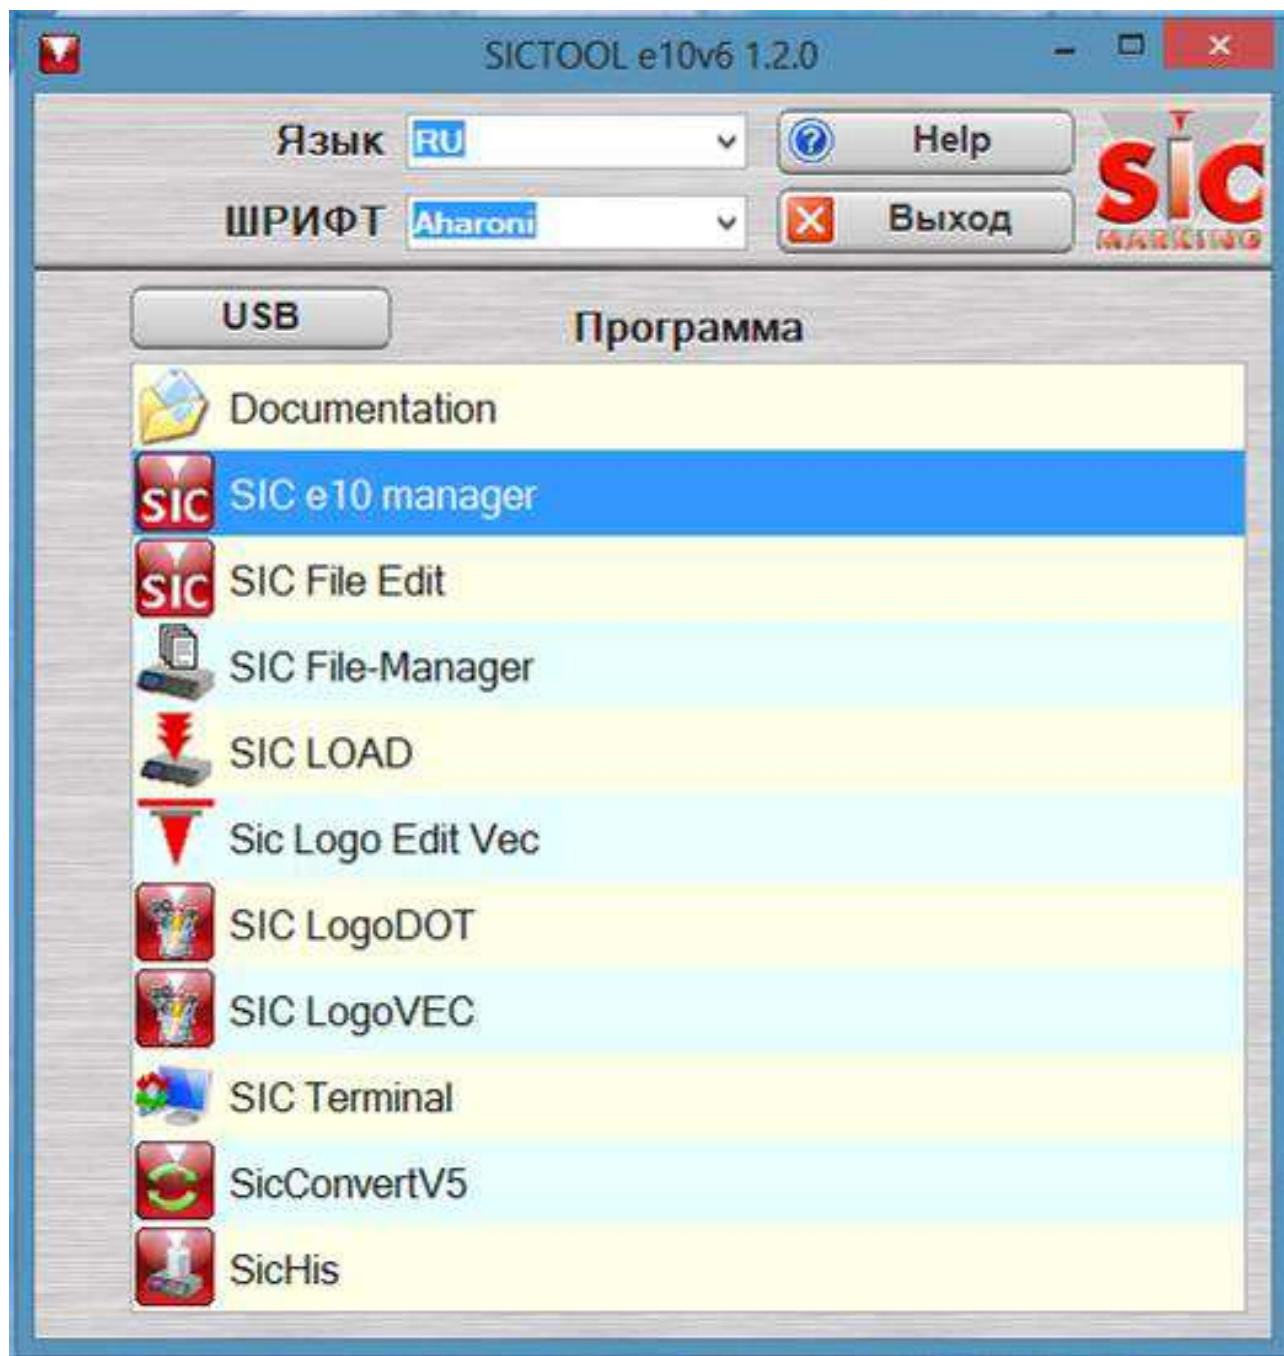 SICTOOL e10v6 1.2.0
Язык RU Help
ШРИФТ Aharoni Выход
SIC
MARKING
USB Программа
Documentation
SIC e10 manager
SIC File Edit
SIC File-Manager
SIC LOAD
Sic Logo Edit Vec
SIC LogoDOT
SIC LogoVEC
SIC Terminal
SicConvertV5
SicHis